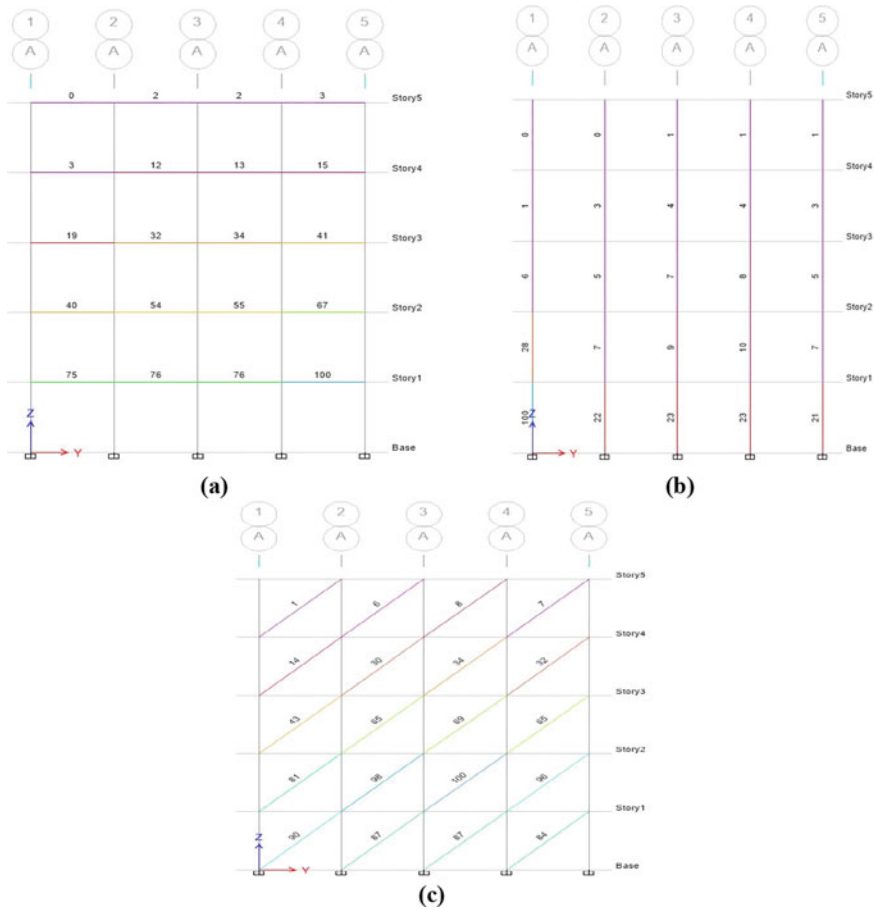 1 2 3 4 5
A A A A A
0 2 2 3 Story5
3 12 13 15 Story4
19 32 34 41 Story3
40 54 55 67 Story2
75 76 76 100 Story1
Z
Y
Base
(a)
1 2 3 4 5
A A A A A
Story5
0 0 1 1 1
Story4
1 3 4 4 3
Story3
6 5 7 8 5
Story2
28 7 9 10 7
Story1
100 22 23 23 21
Z
Y
Base
(b)
1 2 3 4 5
A A A A A
Story5
1 6 8 7
Story4
14 30 34 32
Story3
43 65 69 65
Story2
81 98 100 96
Story1
90 87 87 84
Z
Y
Base
(c)